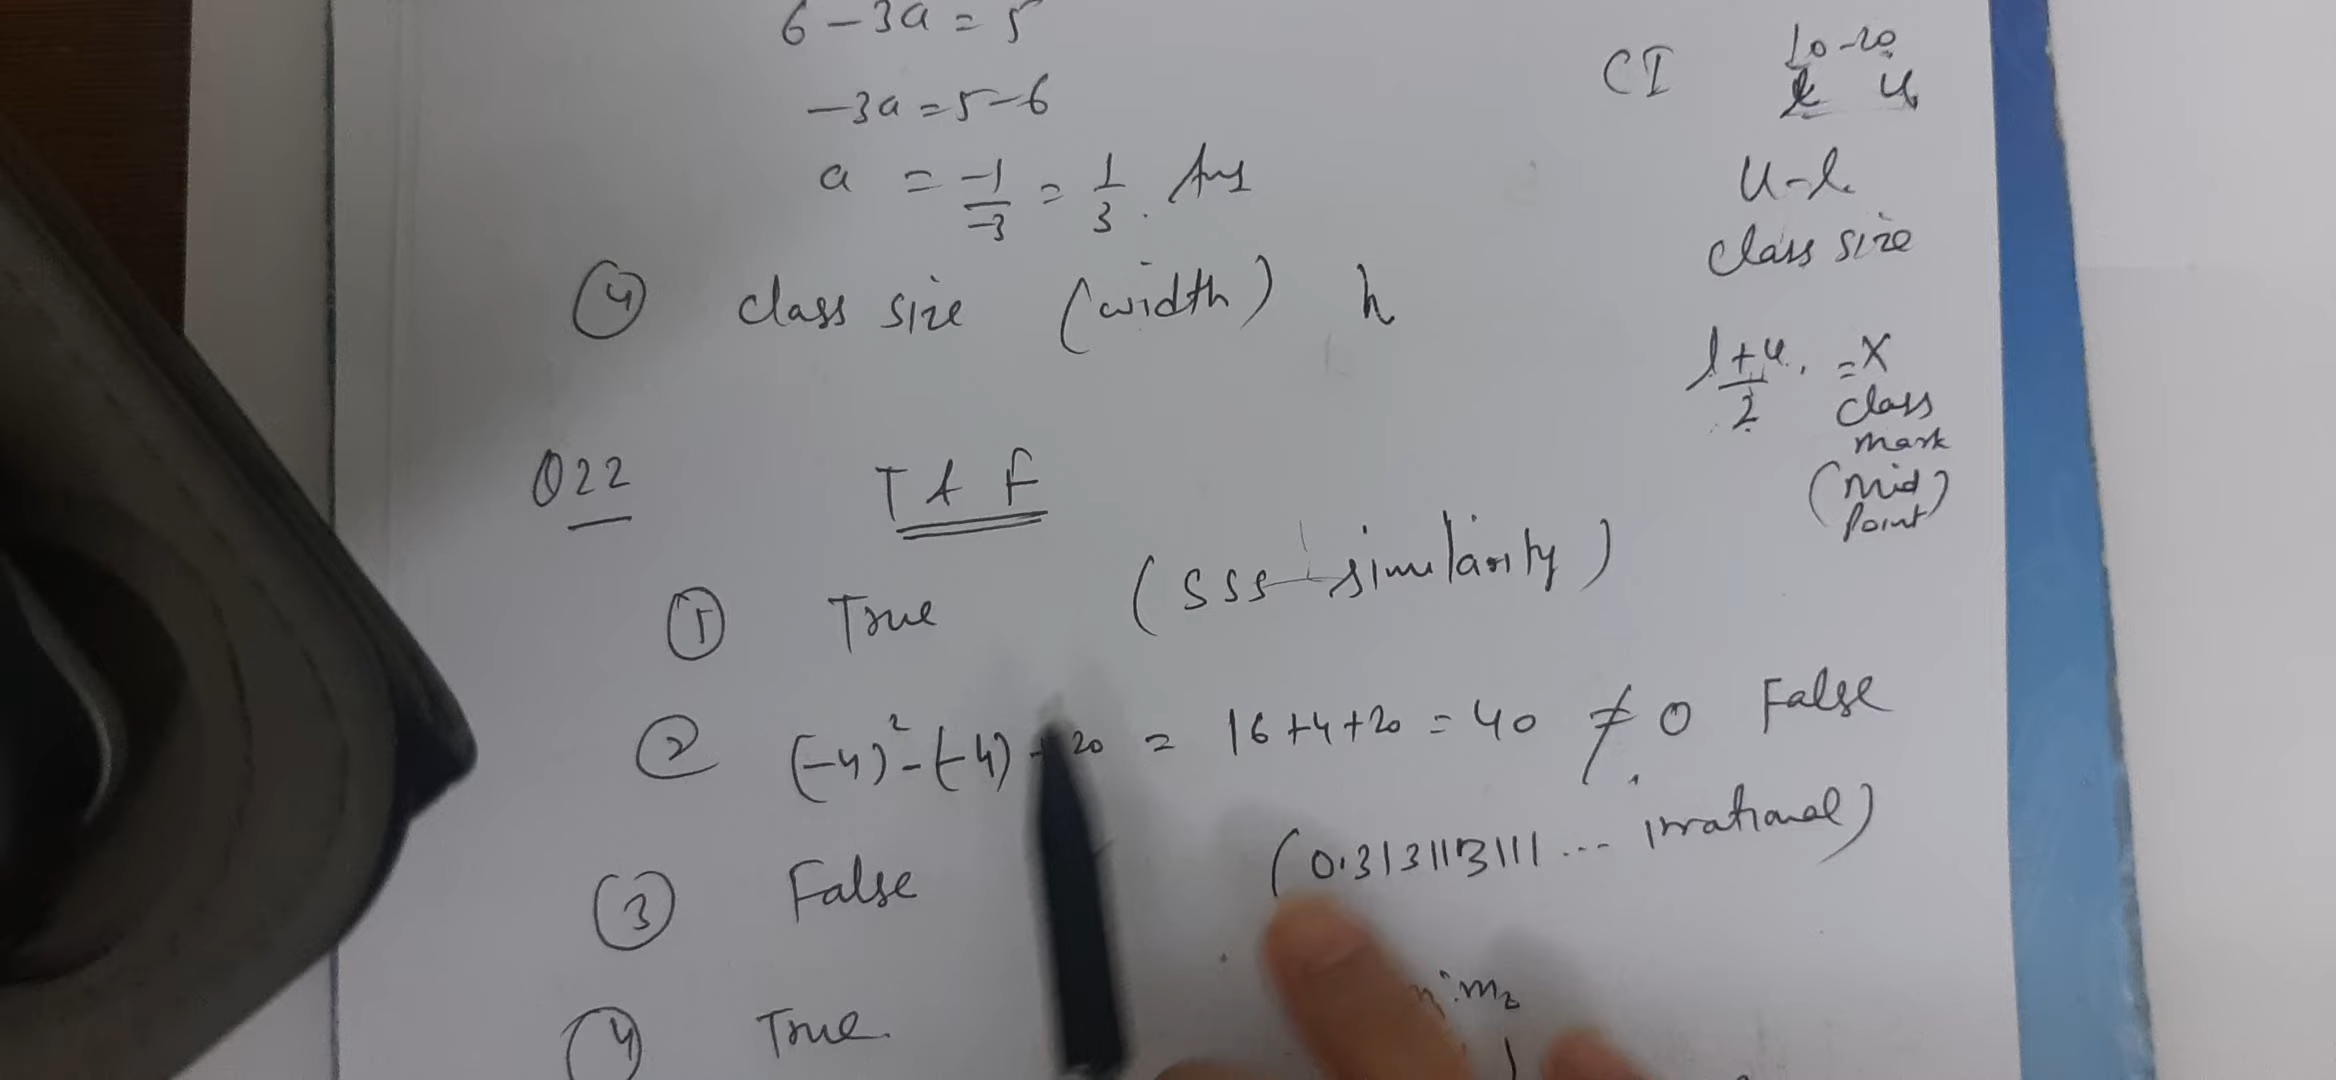 6 - 3a = 5
-3a = 5 - 6
a = -1/-3 = 1/3 . Ans
④ class size (width) h
CI 10-20
l u
u-l
class size
l+u/2 = x
class
mark
(mid
point)
Q22 T & F
① True (SSS similarity)
② (-4)² - (-4) + 20 = 16 + 4 + 20 = 40 ≠ 0 False
③ False (0.313113111... irrational)
④ True